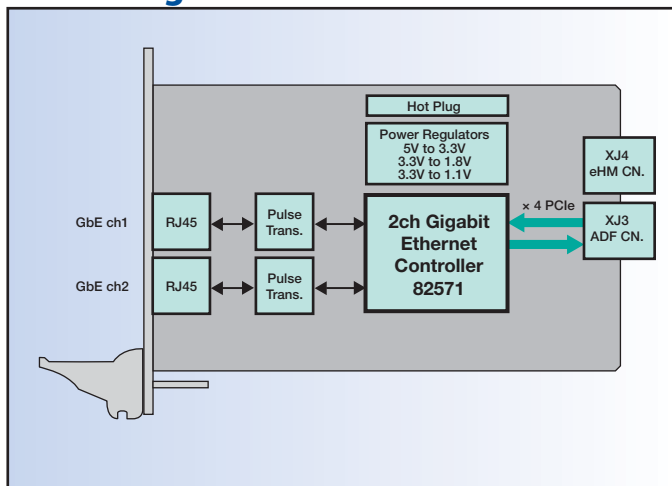 Hot Plug
Power Regulators
5V to 3.3V
3.3V to 1.8V
3.3V to 1.1V
XJ4
eHM CN.
× 4 PCIe
XJ3
ADF CN.
GbE ch1
RJ45
Pulse
Trans.
2ch Gigabit
Ethernet
Controller
82571
GbE ch2
RJ45
Pulse
Trans.